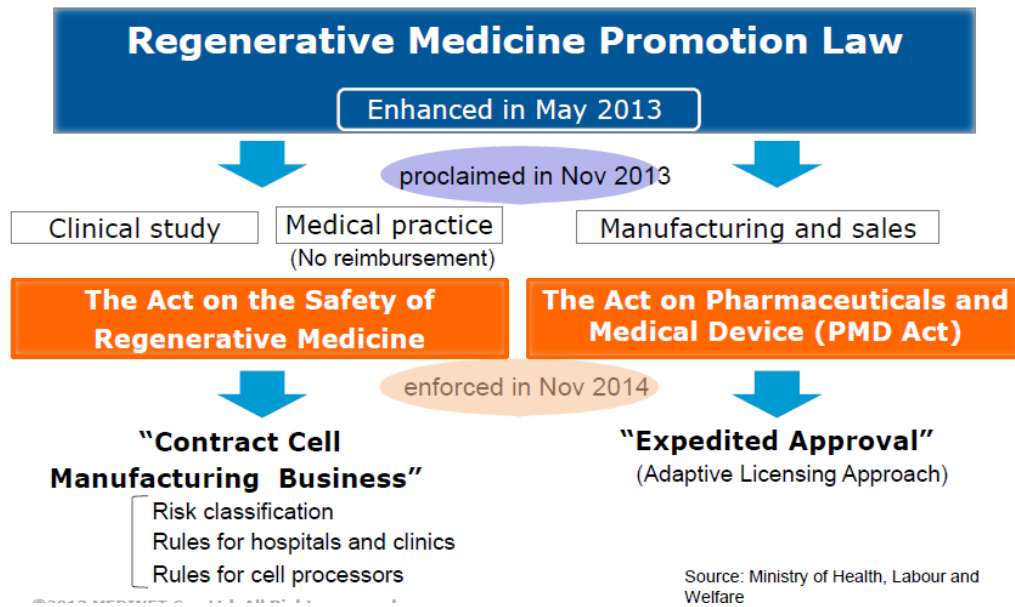 Regenerative Medicine Promotion Law
Enhanced in May 2013
proclaimed in Nov 2013
Clinical study
Medical practice
(No reimbursement)
Manufacturing and sales
The Act on the Safety of
Regenerative Medicine
The Act on Pharmaceuticals and
Medical Device (PMD Act)
enforced in Nov 2014
“Contract Cell
Manufacturing Business”
Risk classification
Rules for hospitals and clinics
Rules for cell processors
“Expedited Approval”
(Adaptive Licensing Approach)
Source: Ministry of Health, Labour and
Welfare